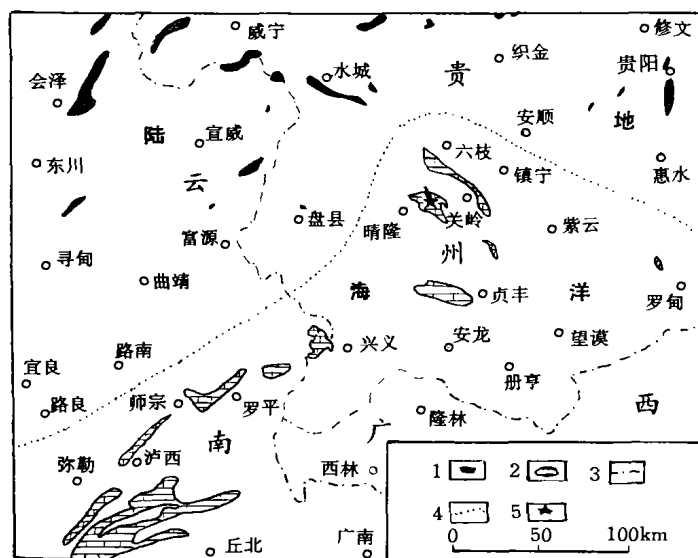 威宁
修文
会泽
水城
织金
贵阳
贵
陆
宣威
安顺
地
六枝
东川
云
镇宁
惠水
盘县
晴隆
关岭
富源
州
紫云
寻甸
曲靖
海
贞丰
洋
罗甸
路南
兴义
安龙
望谟
宜良
册亨
路良
师宗
罗平
隆林
西
南
广
弥勒
泸西
西林
丘北
广南
1 2 3
4 5
0 50 100km